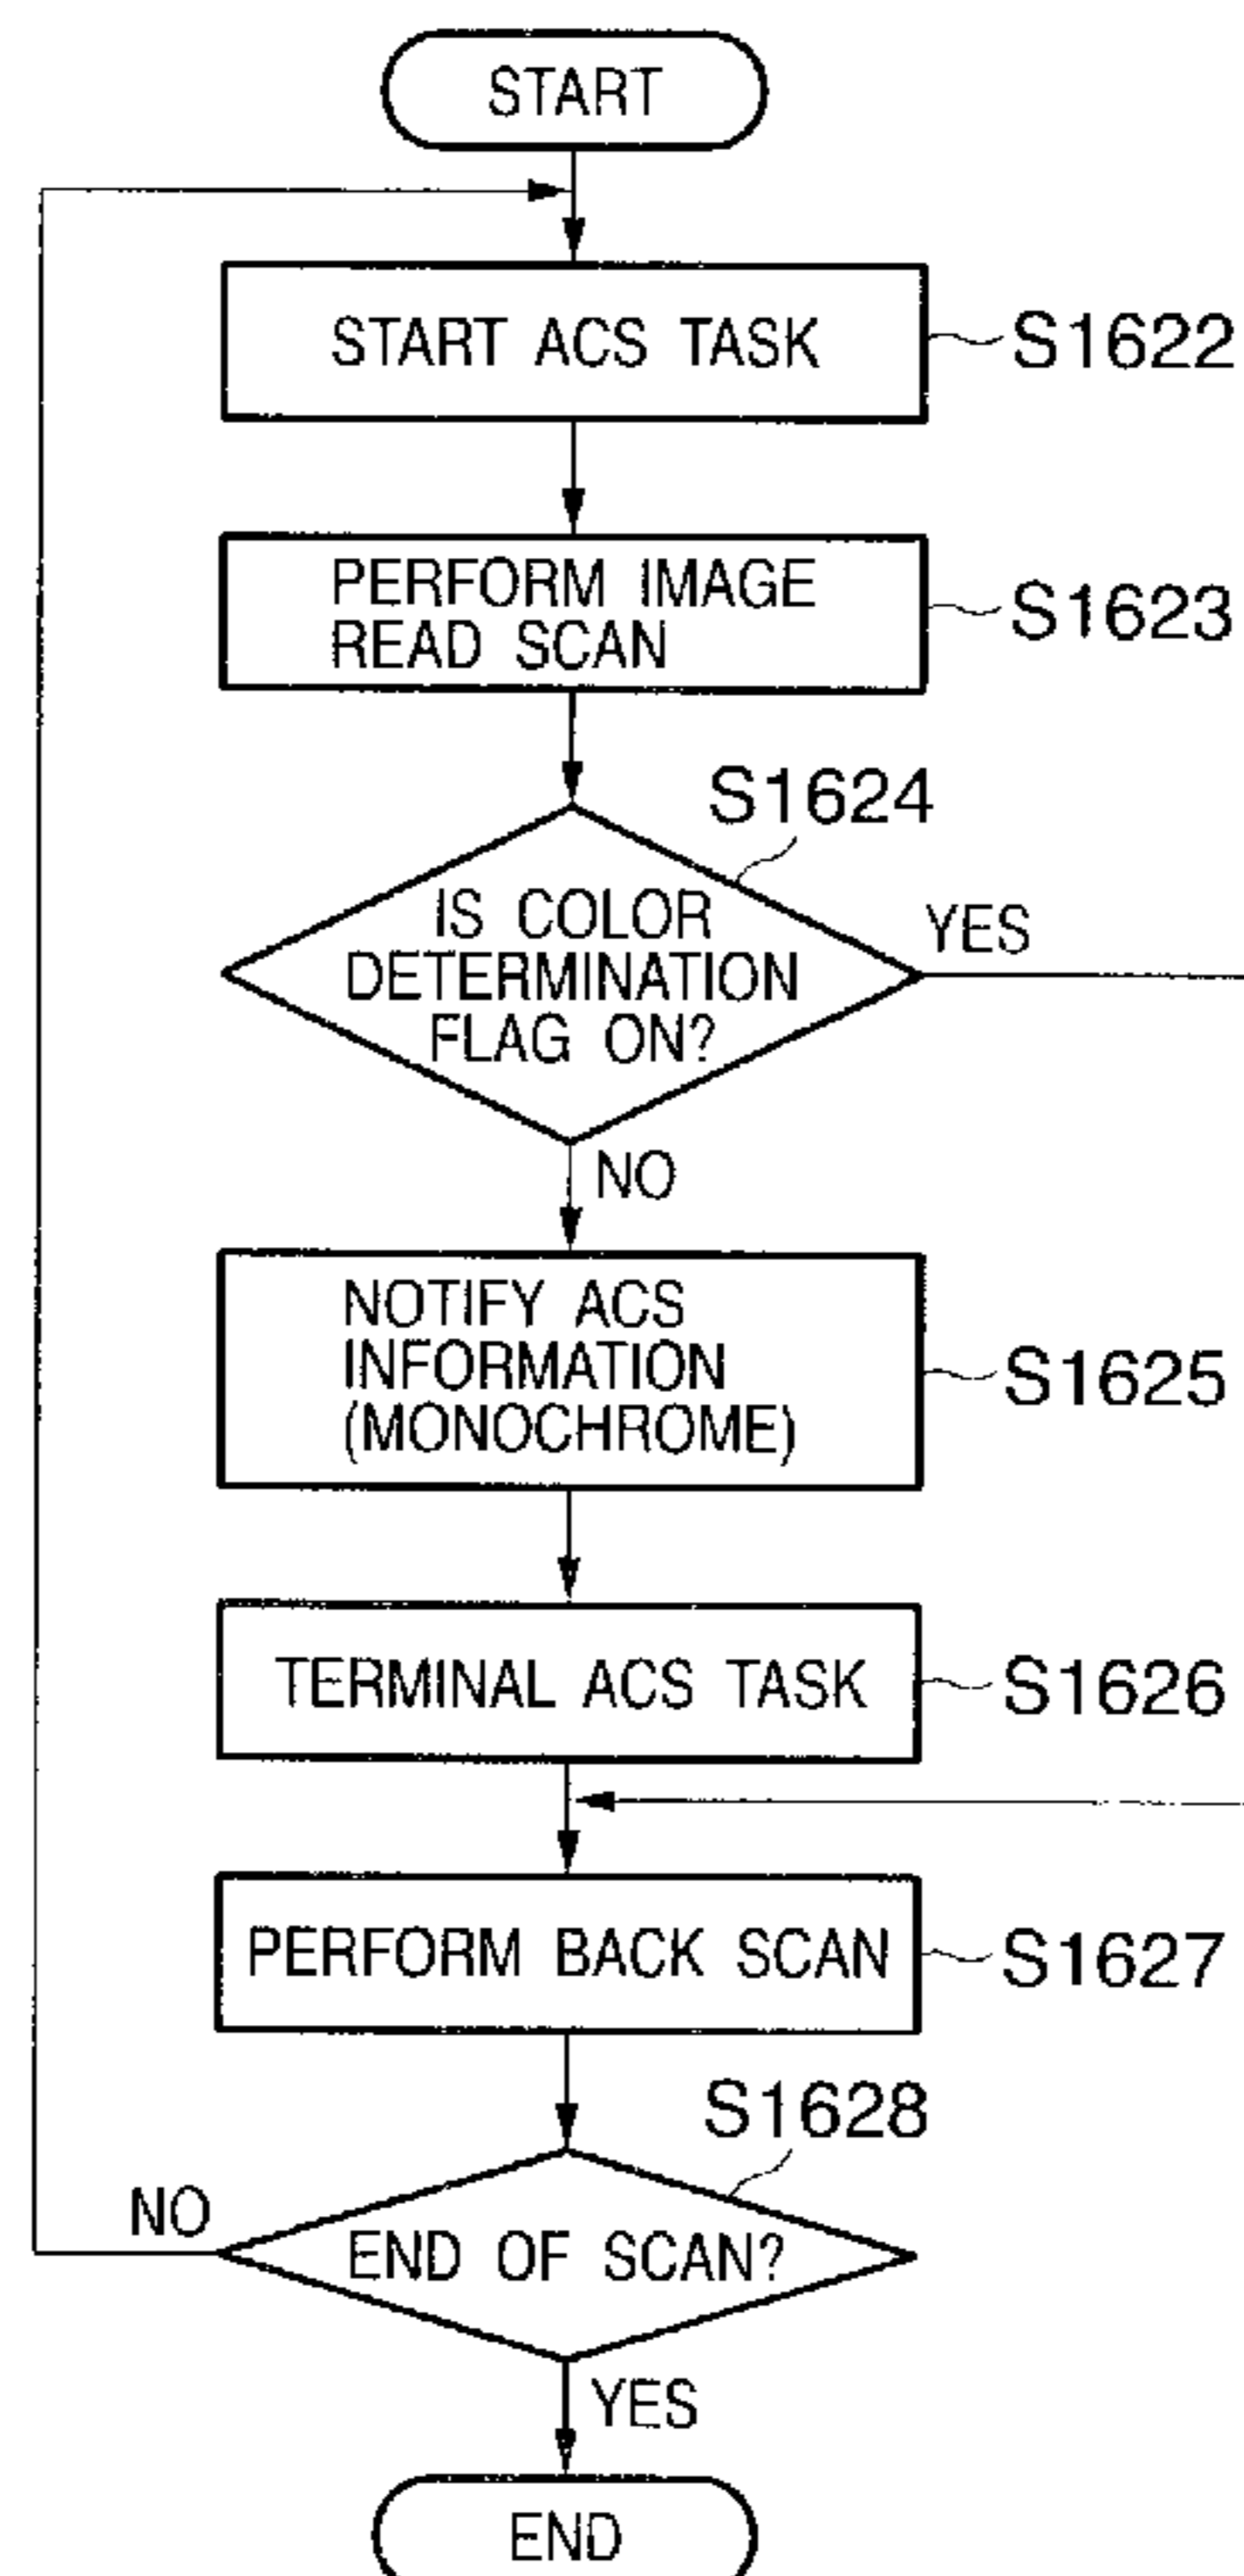 START
START ACS TASK
S1622
PERFORM IMAGE
READ SCAN
S1623
S1624
IS COLOR
DETERMINATION
FLAG ON?
YES
NO
NOTIFY ACS
INFORMATION
(MONOCHROME)
S1625
TERMINAL ACS TASK
S1626
PERFORM BACK SCAN
S1627
S1628
END OF SCAN?
NO
YES
END